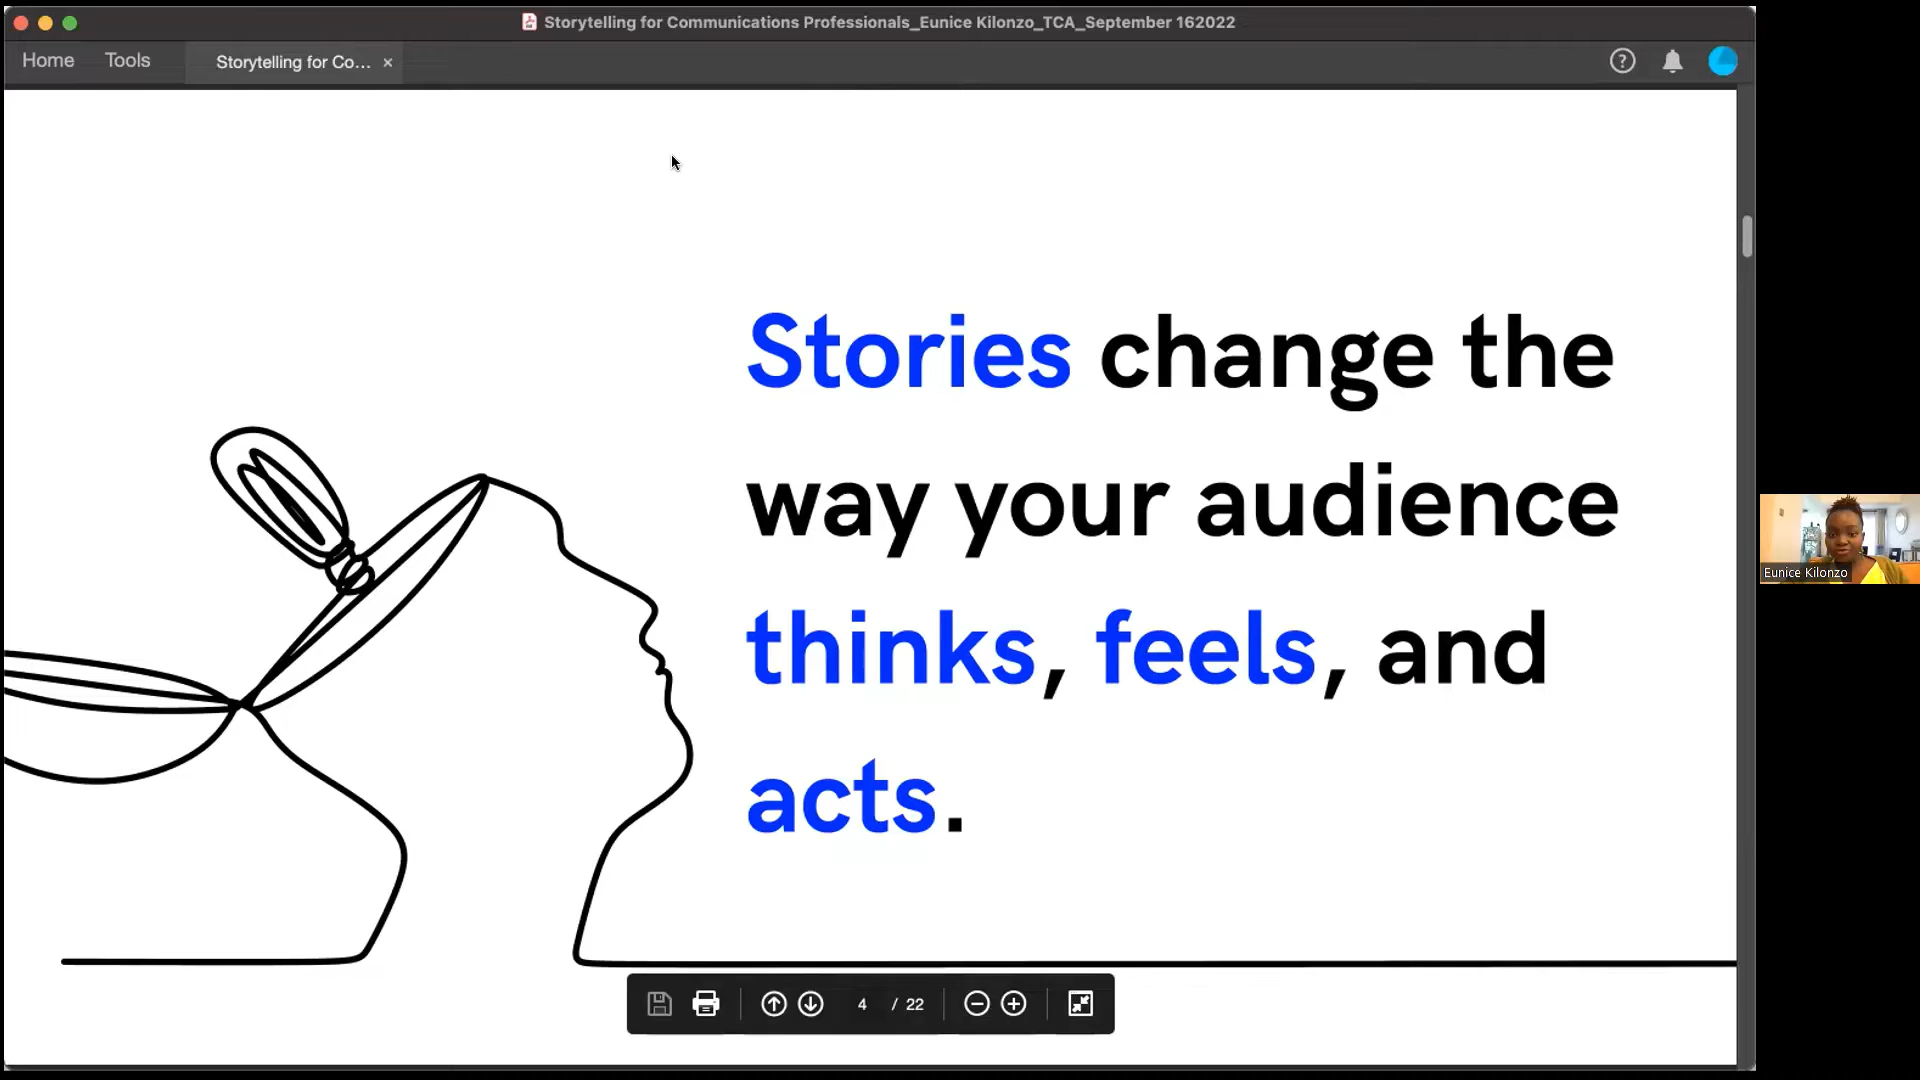 Storytelling for Communications Professionals_Eunice Kilonzo_TCA_September 162022
Home
Tools
Storytelling for Co...
Stories change the
way your audience
thinks, feels, and
acts.
Eunice Kilonzo
4 / 22